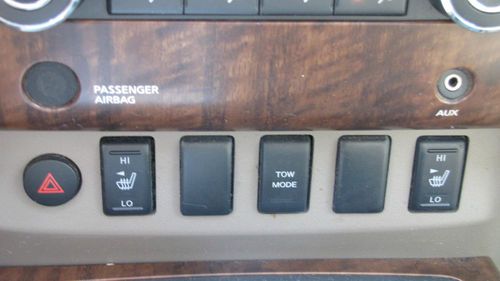 PASSENGER
AIRBAG
AUX
HI
LO
TOW
MODE
HI
LO